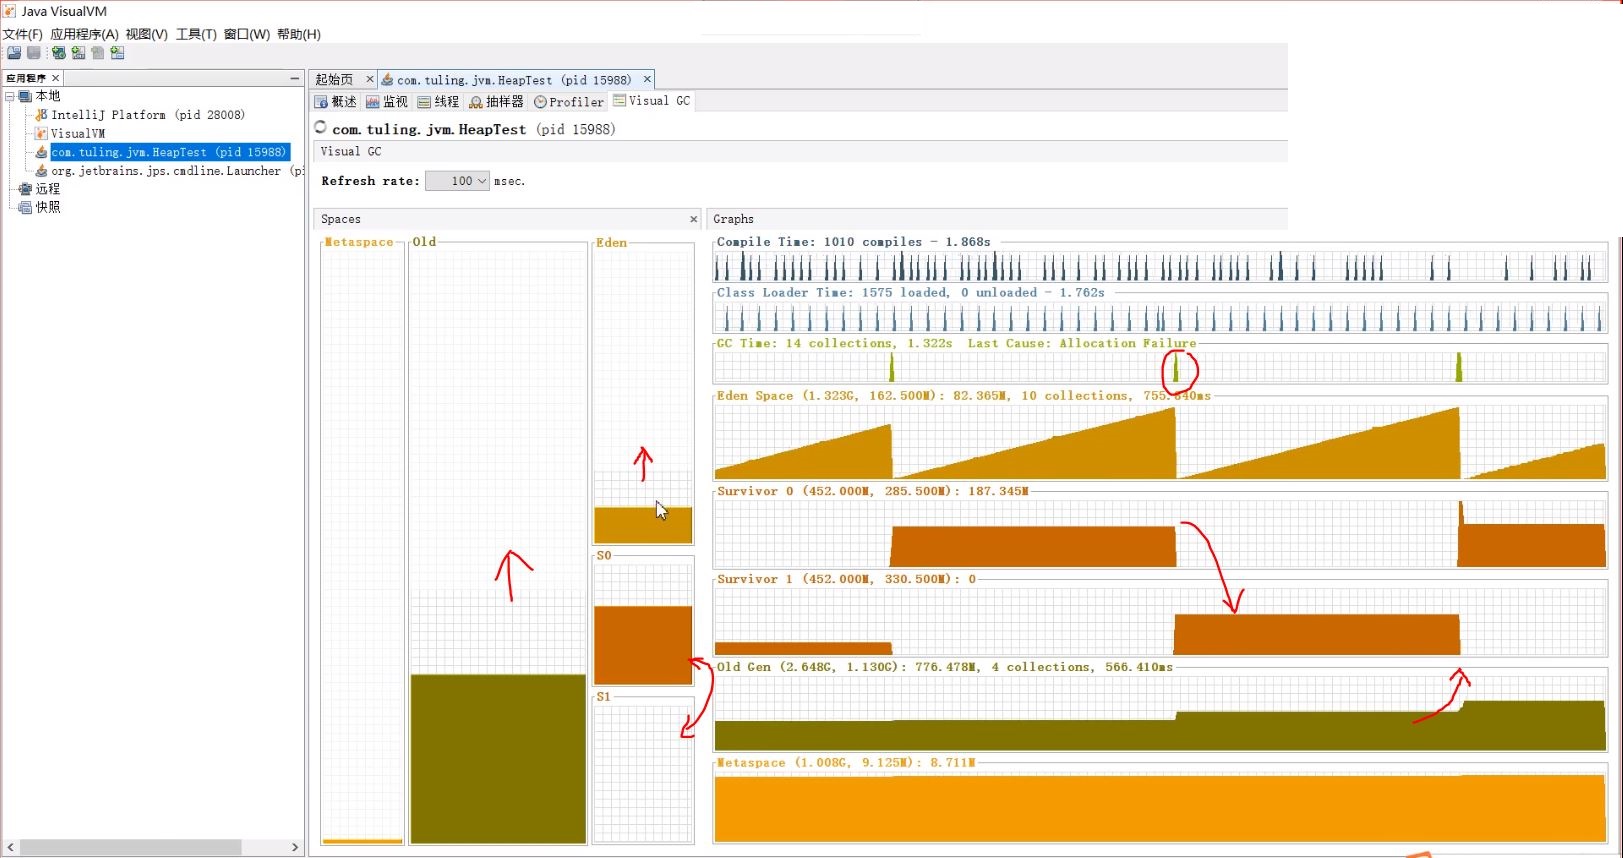 Java VisualVM
文件(F) 应用程序(A) 视图(V) 工具(T) 窗口(W) 帮助(H)
应用程序
本地
IntelliJ Platform (pid 28008)
VisualVM
com.tuling.jvm.HeapTest (pid 15988)
org.jetbrains.jps.cmdline.Launcher (pi
远程
快照
起始页 com.tuling.jvm.HeapTest (pid 15988)
概述 监视 线程 抽样器 Profiler Visual GC
com.tuling.jvm.HeapTest (pid 15988)
Visual GC
Refresh rate: 100 msec.
Spaces
Metaspace Old Eden
S0
S1
Graphs
Compile Time: 1010 compiles - 1.868s
Class Loader Time: 1575 loaded, 0 unloaded - 1.762s
GC Time: 14 collections, 1.322s Last Cause: Allocation Failure
Eden Space (1.323G, 162.500M): 82.365M, 10 collections, 755.840ms
Survivor 0 (452.000M, 285.500M): 187.345M
Survivor 1 (452.000M, 330.500M): 0
Old Gen (2.648G, 1.130G): 776.478M, 4 collections, 566.410ms
Metaspace (1.008G, 9.125M): 8.711M